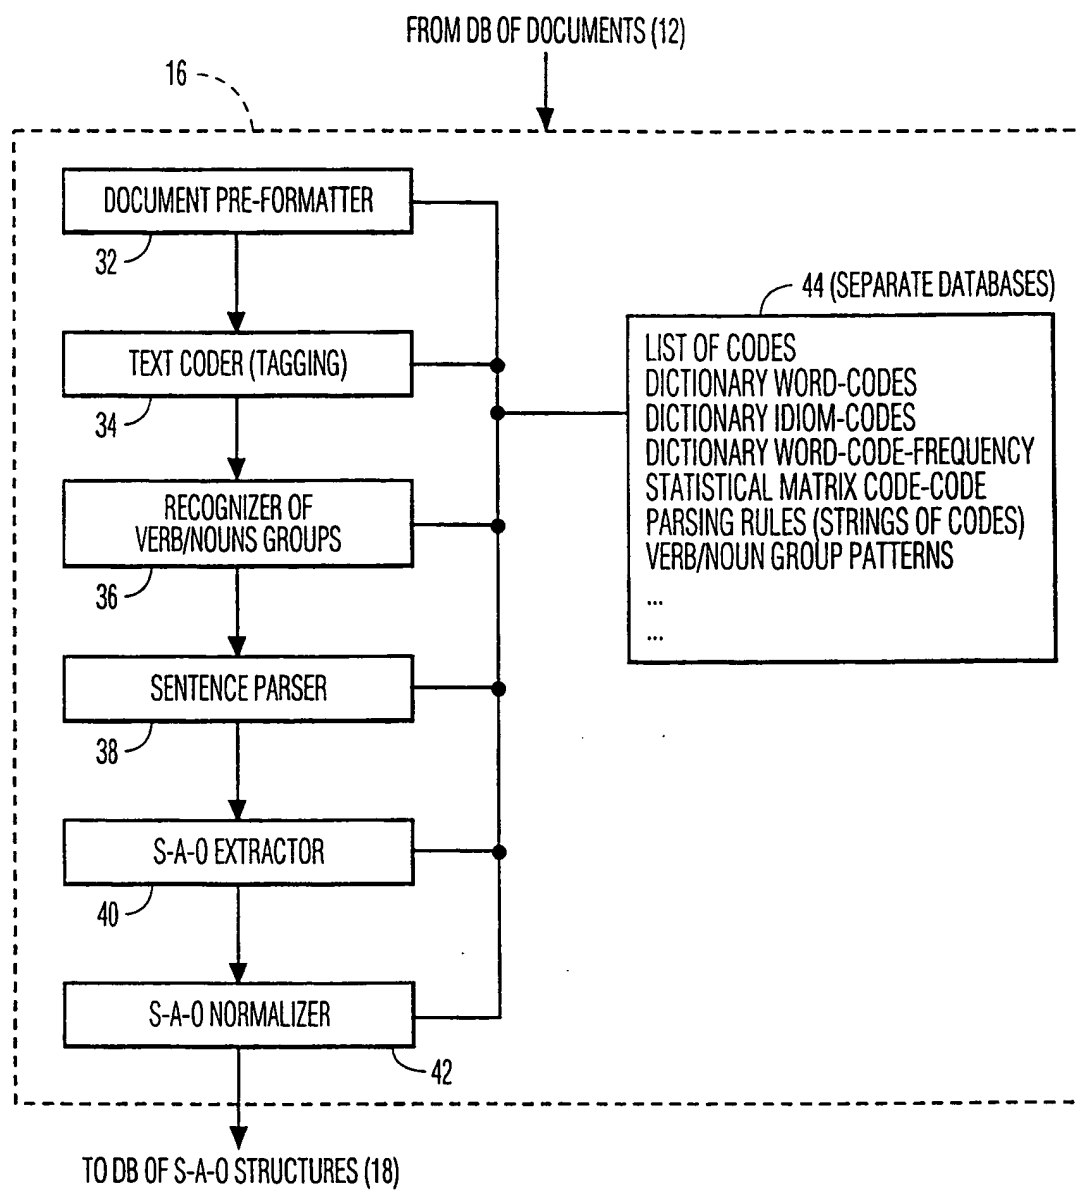 FROM DB OF DOCUMENTS (12)
16
DOCUMENT PRE-FORMATTER
32
44 (SEPARATE DATABASES)
TEXT CODER (TAGGING)
34
LIST OF CODES
DICTIONARY WORD-CODES
DICTIONARY IDIOM-CODES
DICTIONARY WORD-CODE-FREQUENCY
STATISTICAL MATRIX CODE-CODE
PARSING RULES (STRINGS OF CODES)
VERB/NOUN GROUP PATTERNS
...
...
RECOGNIZER OF
VERB/NOUNS GROUPS
36
SENTENCE PARSER
38
S-A-O EXTRACTOR
40
S-A-O NORMALIZER
42
TO DB OF S-A-O STRUCTURES (18)